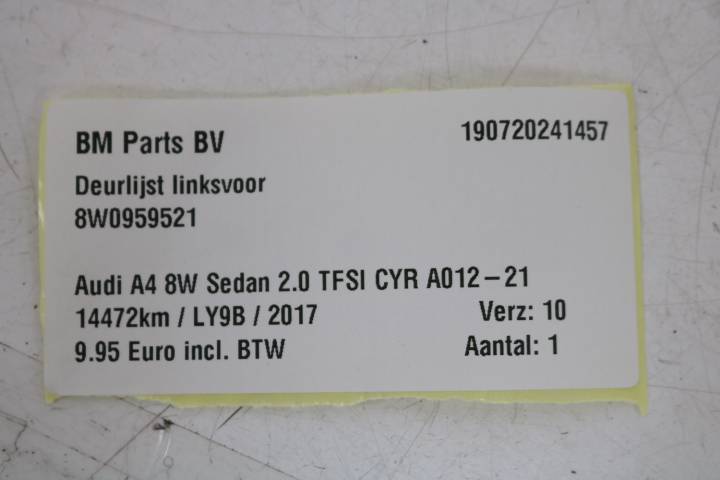 BM Parts BV 190720241457
Deurlijst linksvoor
8W0959521
Audi A4 8W Sedan 2.0 TFSI CYR A012-21
14472km / LY9B / 2017 Verz: 10
9.95 Euro incl. BTW Aantal: 1